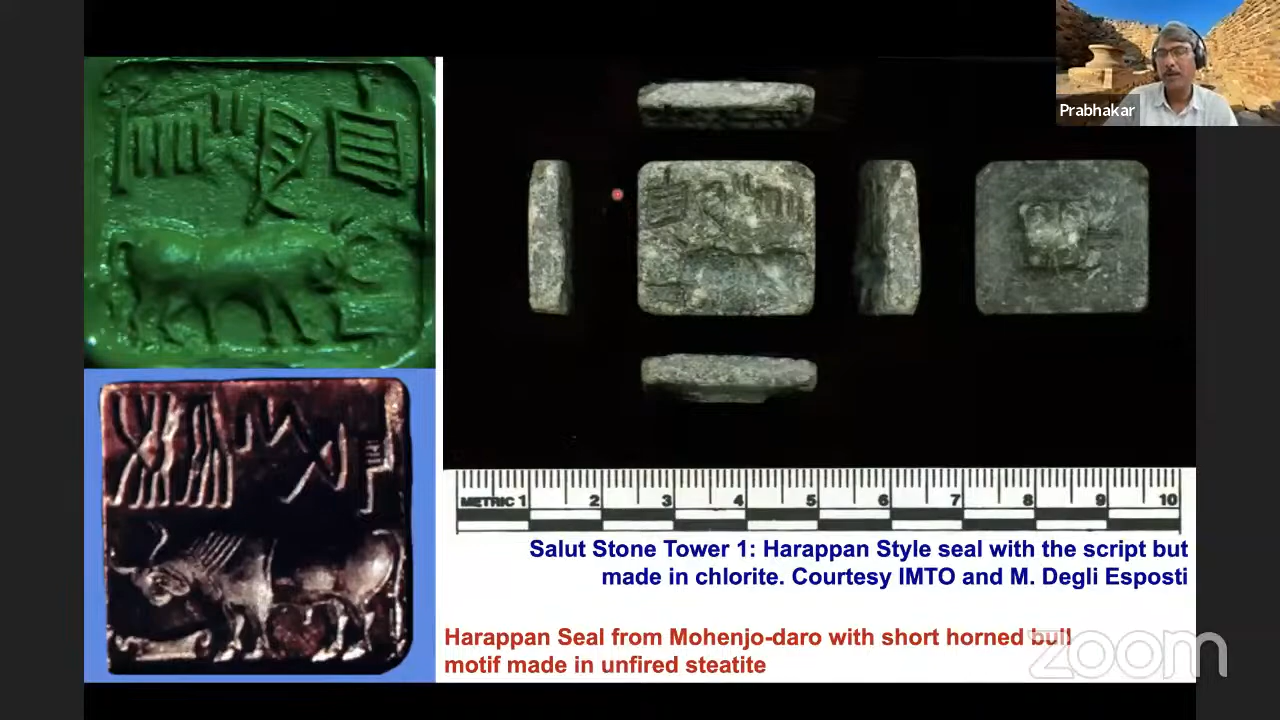 Prabhakar
METRIC 1 2 3 4 5 6 7 8 9 10
Salut Stone Tower 1: Harappan Style seal with the script but
made in chlorite. Courtesy IMTO and M. Degli Esposti
Harappan Seal from Mohenjo-daro with short horned bull
motif made in unfired steatite
zoom